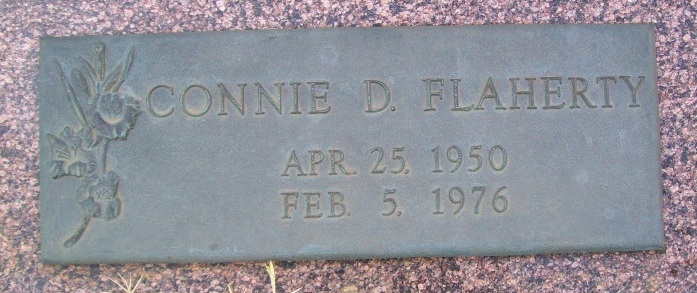 CONNIE D. FLAHERTY
APR. 25, 1950
FEB. 5, 1976